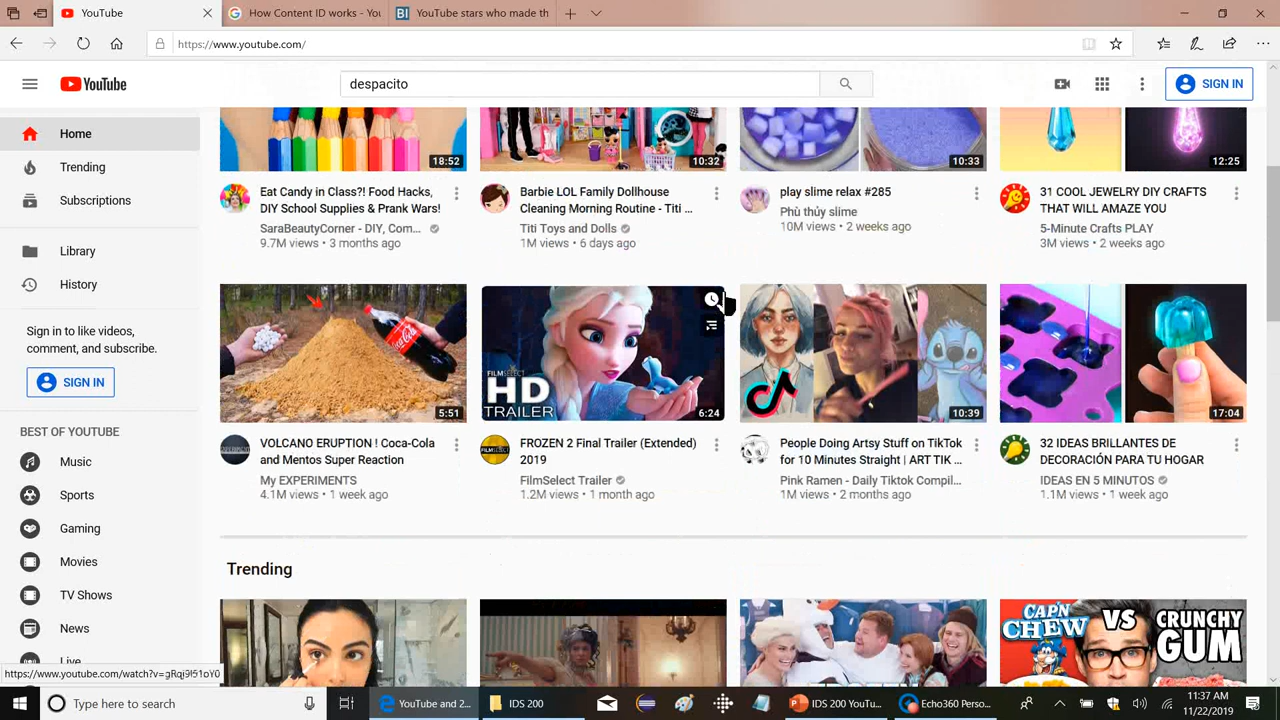 YouTube
How Content ID works - You
YouTube stars who made th
https://www.youtube.com/
YouTube
despacito
SIGN IN
Home
Trending
Subscriptions
Library
History
Sign in to like videos,
comment, and subscribe.
SIGN IN
BEST OF YOUTUBE
Music
Sports
Gaming
Movies
TV Shows
News
Live
18:52
Eat Candy in Class?! Food Hacks,
DIY School Supplies & Prank Wars!
SaraBeautyCorner - DIY, Com...
9.7M views • 3 months ago
10:32
Barbie LOL Family Dollhouse
Cleaning Morning Routine - Titi ...
Titi Toys and Dolls
1M views • 6 days ago
10:33
play slime relax #285
Phù thủy slime
10M views • 2 weeks ago
12:25
31 COOL JEWELRY DIY CRAFTS
THAT WILL AMAZE YOU
5-Minute Crafts PLAY
3M views • 2 weeks ago
Coca-Cola
5:51
VOLCANO ERUPTION ! Coca-Cola
and Mentos Super Reaction
My EXPERIMENTS
4.1M views • 1 week ago
FILMSELECT
HD
TRAILER
6:24
FROZEN 2 Final Trailer (Extended)
2019
FilmSelect Trailer
1.2M views • 1 month ago
10:39
People Doing Artsy Stuff on TikTok
for 10 Minutes Straight | ART TIK ...
Pink Ramen - Daily Tiktok Compil...
1M views • 2 months ago
17:04
32 IDEAS BRILLANTES DE
DECORACIÓN PARA TU HOGAR
IDEAS EN 5 MINUTOS
1.1M views • 1 week ago
Trending
CAP'N
CHEW
VS
CRUNCHY
GUM
Type here to search
YouTube and 2...
IDS 200
IDS 200 YouTu...
Echo360 Perso...
11:37 AM
11/22/2019